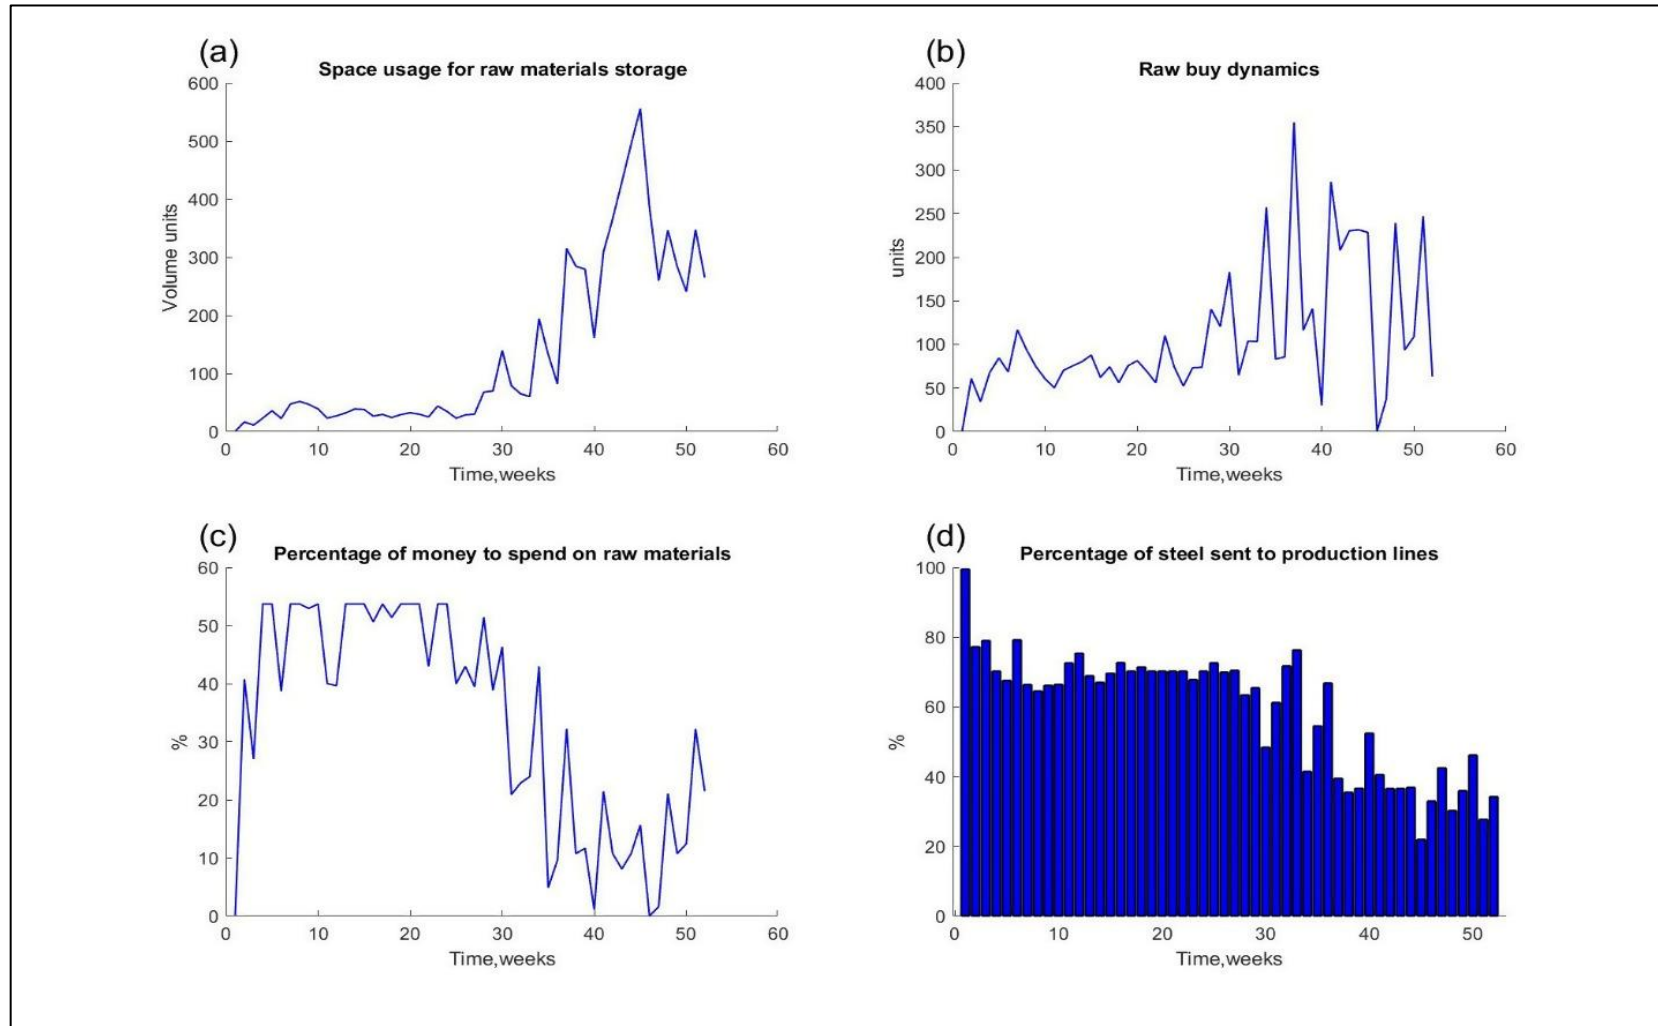 (a)
Space usage for raw materials storage
600
500
400
300
200
100
0
Volume units
0 10 20 30 40 50 60
Time,weeks
(b)
Raw buy dynamics
400
350
300
250
200
150
100
50
0
units
0 10 20 30 40 50 60
Time,weeks
(c)
Percentage of money to spend on raw materials
60
50
40
30
20
10
0
%
0 10 20 30 40 50 60
Time,weeks
(d)
Percentage of steel sent to production lines
100
80
60
40
20
0
%
0 10 20 30 40 50
Time,weeks